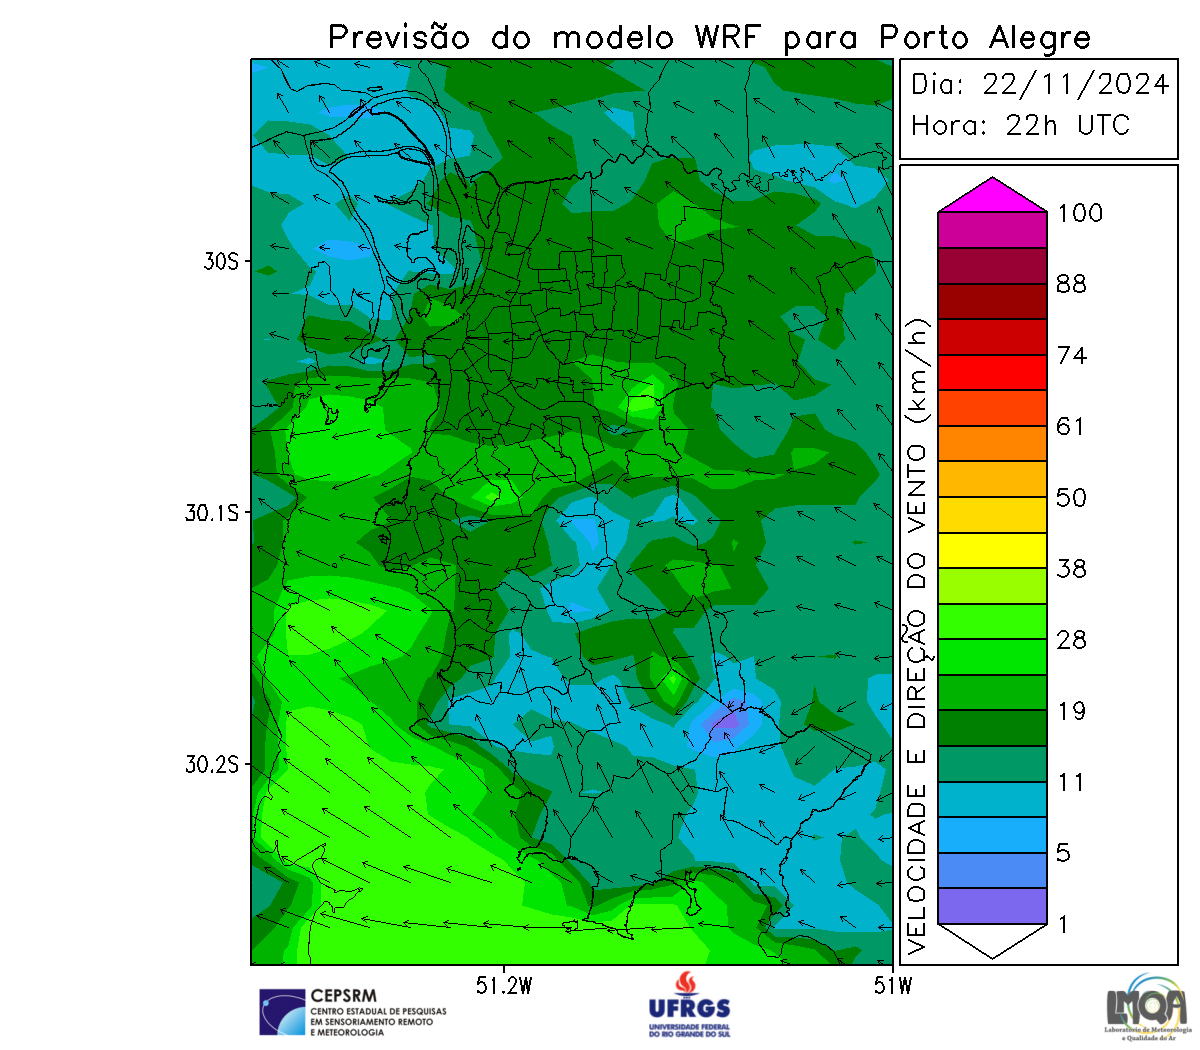 Previsão do modelo WRF para Porto Alegre
Dia: 22/11/2024
Hora: 22h UTC
30S
30.1S
30.2S
51.2W
51W
VELOCIDADE E DIREÇÃO DO VENTO (km/h)
100
88
74
61
50
38
28
19
11
5
1
CEPSRM
CENTRO ESTADUAL DE PESQUISAS
EM SENSORIAMENTO REMOTO
E METEOROLOGIA
UFRGS
UNIVERSIDADE FEDERAL
DO RIO GRANDE DO SUL
LMQA
Laboratório de Meteorologia
e Qualidade do Ar